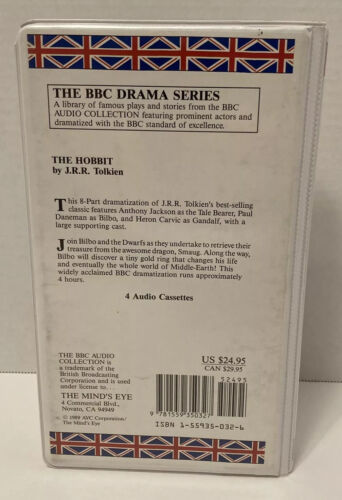 THE BBC DRAMA SERIES
A library of famous plays and stories from the BBC
AUDIO COLLECTION featuring prominent actors and
dramatized with the BBC standard of excellence.
THE HOBBIT
by J.R.R. Tolkien
This 8-Part dramatization of J.R.R. Tolkien's best-selling
classic features Anthony Jackson as the Tale Bearer, Paul
Daneman as Bilbo, and Heron Carvic as Gandalf, with a
large supporting cast.
Join Bilbo and the Dwarfs as they undertake to retrieve their
treasure from the awesome dragon, Smaug. Along the way,
Bilbo will discover a tiny gold ring that changes his life
and eventually the whole world of Middle-Earth! This
widely acclaimed BBC dramatization runs approximately
4 hours.
4 Audio Cassettes
THE BBC AUDIO
COLLECTION is
a trademark of the
British Broadcasting
Corporation and is used
under license to....
THE MIND'S EYE
4 Commercial Blvd.,
Novato, CA 94949
© 1989 AVC Corporation/
The Mind's Eye
US $24.95
CAN $29.95
52495
9 781559 350327
ISBN 1-55935-032-6